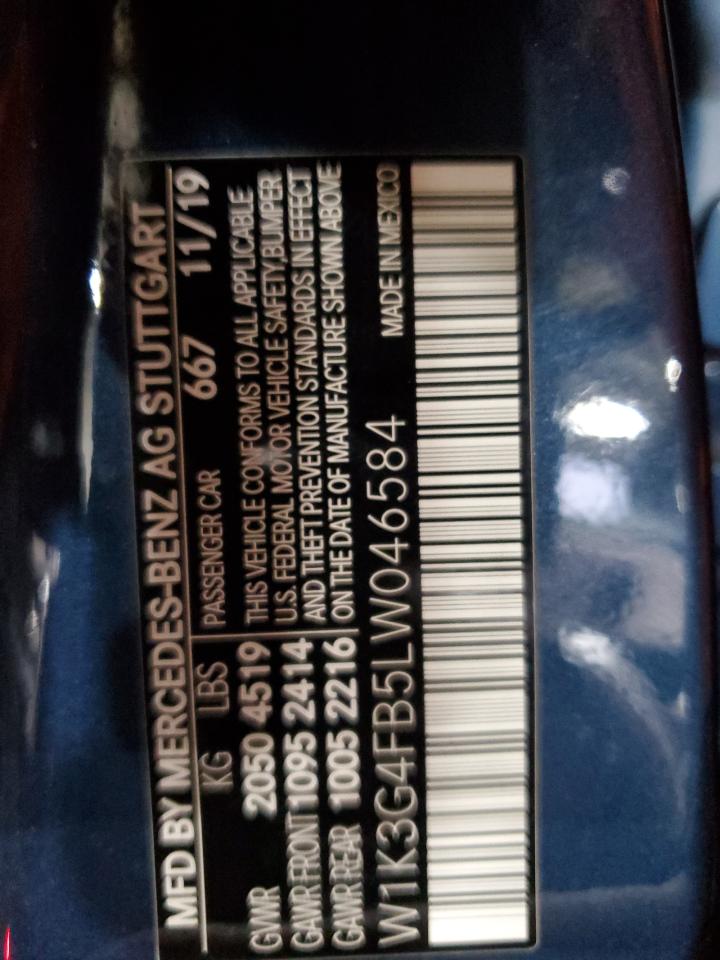 MFD BY MERCEDES-BENZ AG STUTTGART
KG LBS PASSENGER CAR 667 11/19
GWR 2050 4519 THIS VEHICLE CONFORMS TO ALL APPLICABLE
GAWR FRONT 1095 2414 U.S. FEDERAL MOTOR VEHICLE SAFETY, BUMPER
GAWR REAR 1005 2216 AND THEFT PREVENTION STANDARDS IN EFFECT
ON THE DATE OF MANUFACTURE SHOWN ABOVE
W1K3G4FB5LW046584 MADE IN MEXICO